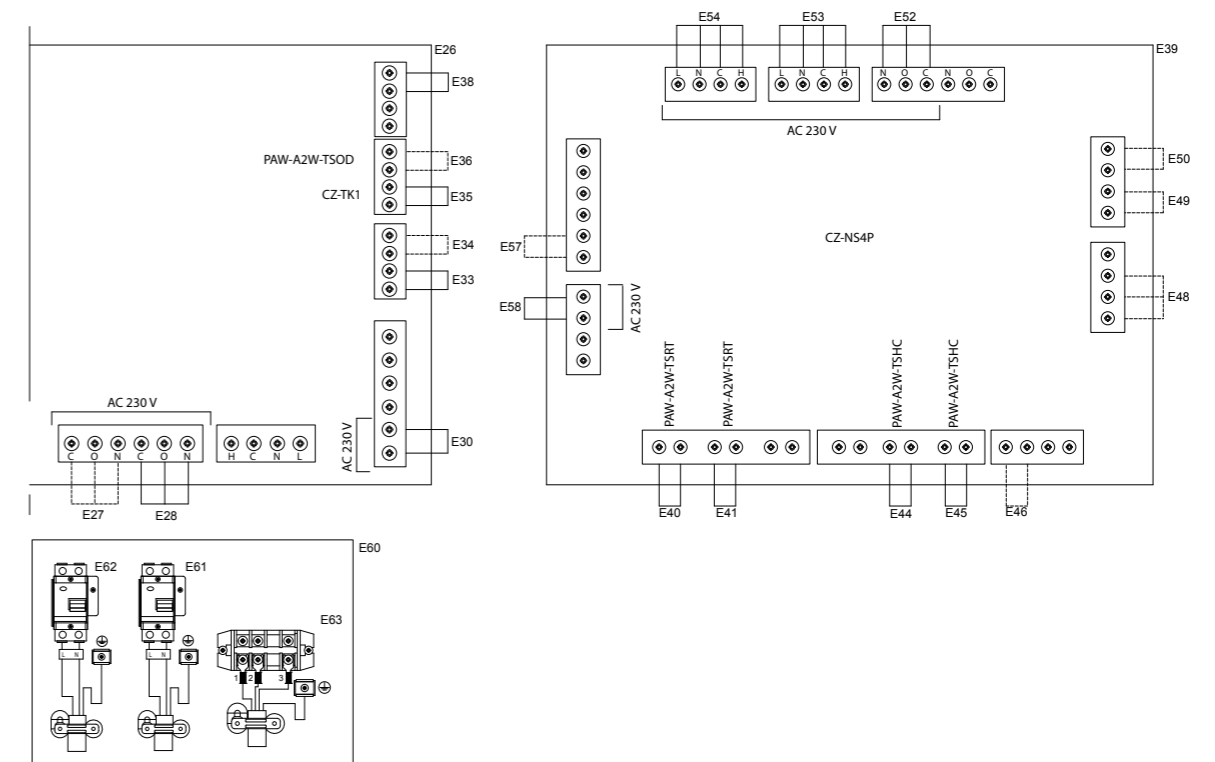 E54 E53 E52
E26 E39
L N C H L N C H N O C N O C
E38
AC 230 V
PAW-A2W-TSOD E36
E50
CZ-TK1 E35
E49
CZ-NS4P
E34
E57
E33
E48
E58
AC 230 V
PAW-A2W-TSRT PAW-A2W-TSRT PAW-A2W-TSHC PAW-A2W-TSHC
AC 230 V
AC 230 V
E30
C O N C O N H C N L
E27 E28
E40 E41 E44 E45 E46
E60
E62 E61
E63
L N L N
1 2 3